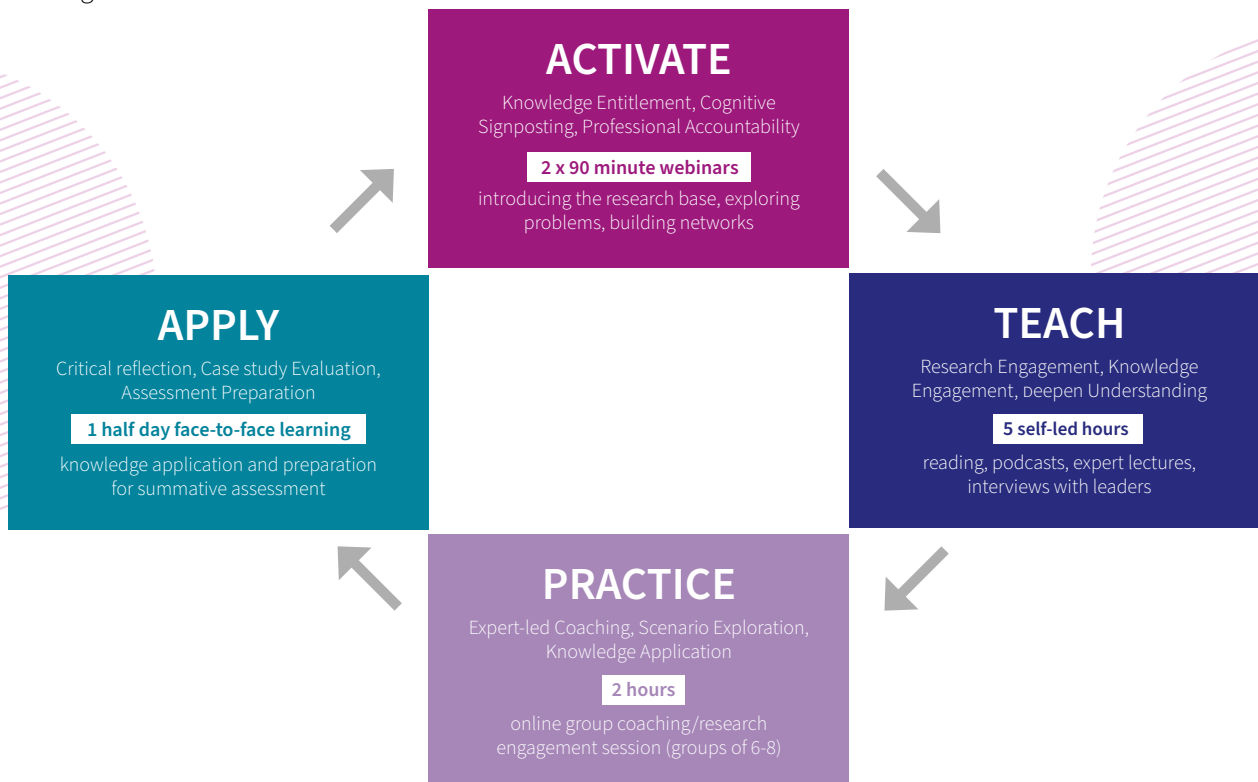 ACTIVATE
Knowledge Entitlement, Cognitive
Signposting, Professional Accountability
2 x 90 minute webinars
introducing the research base, exploring
problems, building networks
APPLY
Critical reflection, Case study Evaluation,
Assessment Preparation
1 half day face-to-face learning
knowledge application and preparation
for summative assessment
TEACH
Research Engagement, Knowledge
Engagement, Deepen Understanding
5 self-led hours
reading, podcasts, expert lectures,
interviews with leaders
PRACTICE
Expert-led Coaching, Scenario Exploration,
Knowledge Application
2 hours
online group coaching/research
engagement session (groups of 6-8)